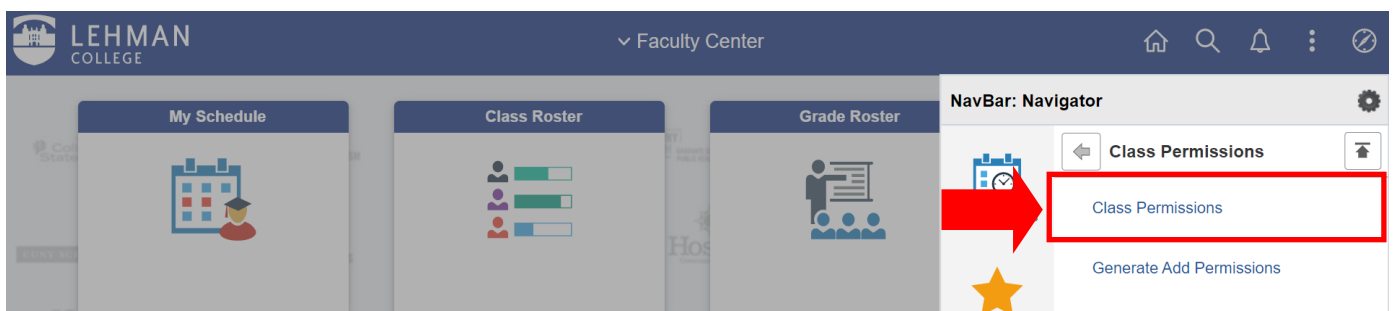 LEHMAN
COLLEGE
Faculty Center
My Schedule
Class Roster
Grade Roster
NavBar: Navigator
Class Permissions
Class Permissions
Generate Add Permissions